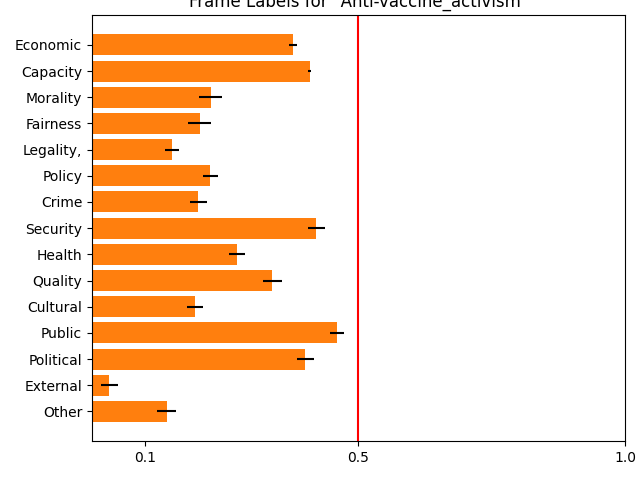 Frame Labels for "Anti-vaccine_activism"
Economic
Capacity
Morality
Fairness
Legality,
Policy
Crime
Security
Health
Quality
Cultural
Public
Political
External
Other
0.1 0.5 1.0